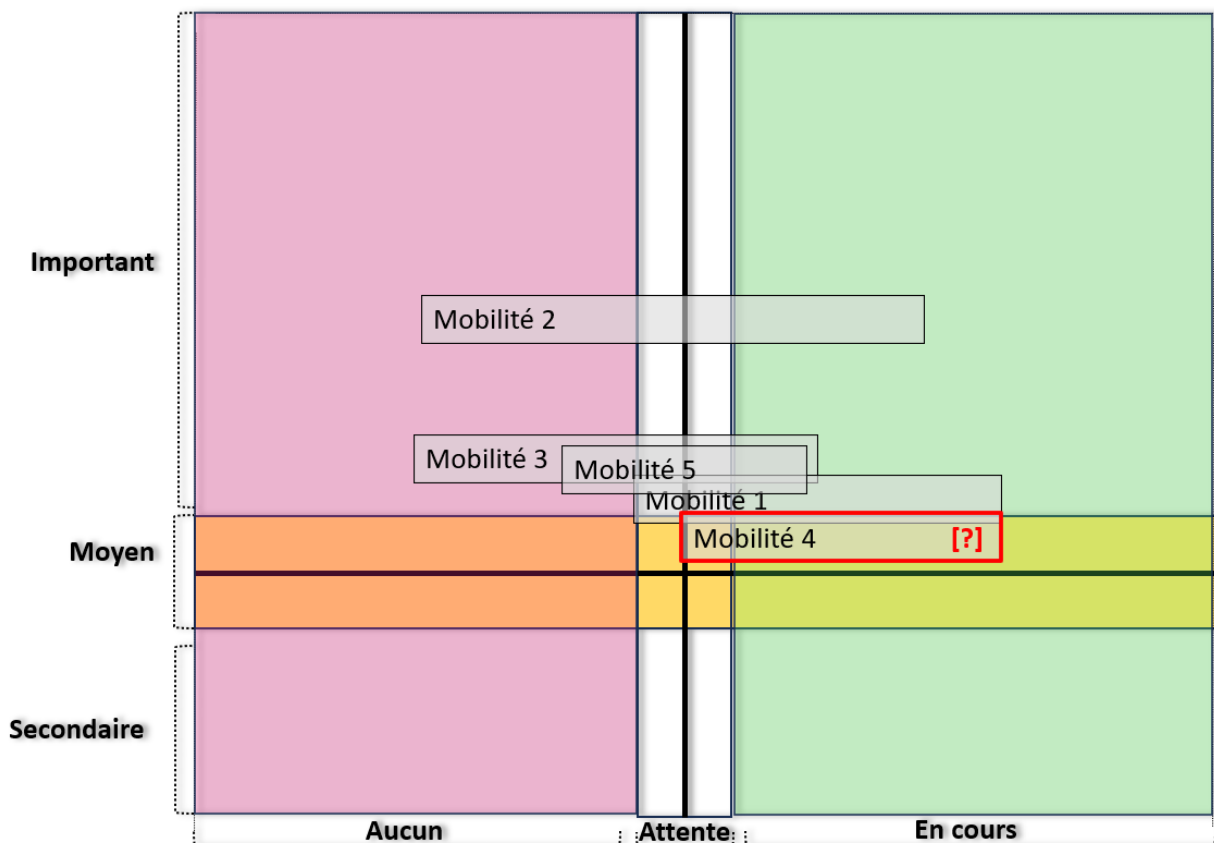 Important
Mobilité 2
Mobilité 3
Mobilité 5
Mobilité 1
Mobilité 4 [?]
Moyen
Secondaire
Aucun Attente En cours